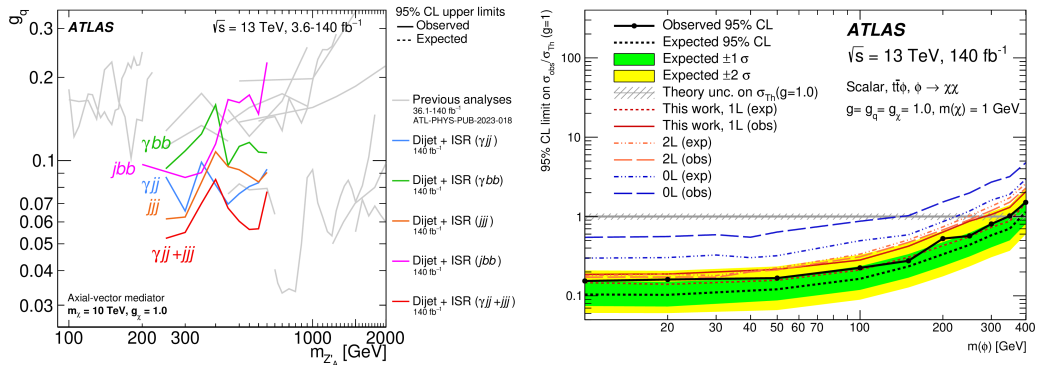 g_q
0.3
0.2
0.1
0.07
0.06
0.05
0.04
0.03
ATLAS
√s = 13 TeV, 3.6-140 fb⁻¹
γbb
jbb
γjj
jjj
γjj+jjj
Axial-vector mediator
m_χ = 10 TeV, g_χ = 1.0
100
200
300
1000
2000
m_Z'_A [GeV]
95% CL upper limits
Observed
Expected
Previous analyses
36.1-140 fb⁻¹
ATL-PHYS-PUB-2023-018
Dijet + ISR (γjj)
140 fb⁻¹
Dijet + ISR (γbb)
140 fb⁻¹
Dijet + ISR (jjj)
140 fb⁻¹
Dijet + ISR (jbb)
140 fb⁻¹
Dijet + ISR (γjj+jjj)
140 fb⁻¹
95% CL limit on σ_obs/σ_Th (g=1)
100
10
1
0.1
Observed 95% CL
Expected 95% CL
Expected ±1 σ
Expected ±2 σ
Theory unc. on σ_Th(g=1.0)
This work, 1L (exp)
This work, 1L (obs)
2L (exp)
2L (obs)
0L (exp)
0L (obs)
ATLAS
√s = 13 TeV, 140 fb⁻¹
Scalar, tt̄ϕ, ϕ → χχ
g= g_q= g_χ = 1.0, m(χ) = 1 GeV
20
30
40
50
60
70
100
200
300
400
m(ϕ) [GeV]